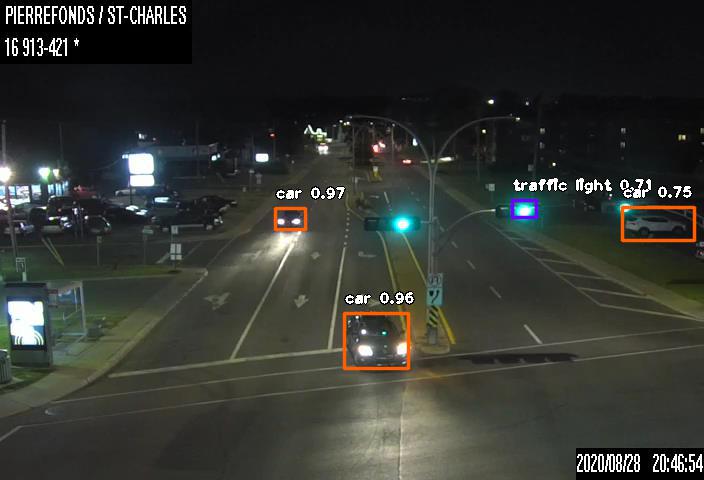 PIERREFONDS / ST-CHARLES
16 913-421 *
traffic light 0.71
car 0.97
car 0.75
car 0.96
2020/08/28 20:46:54